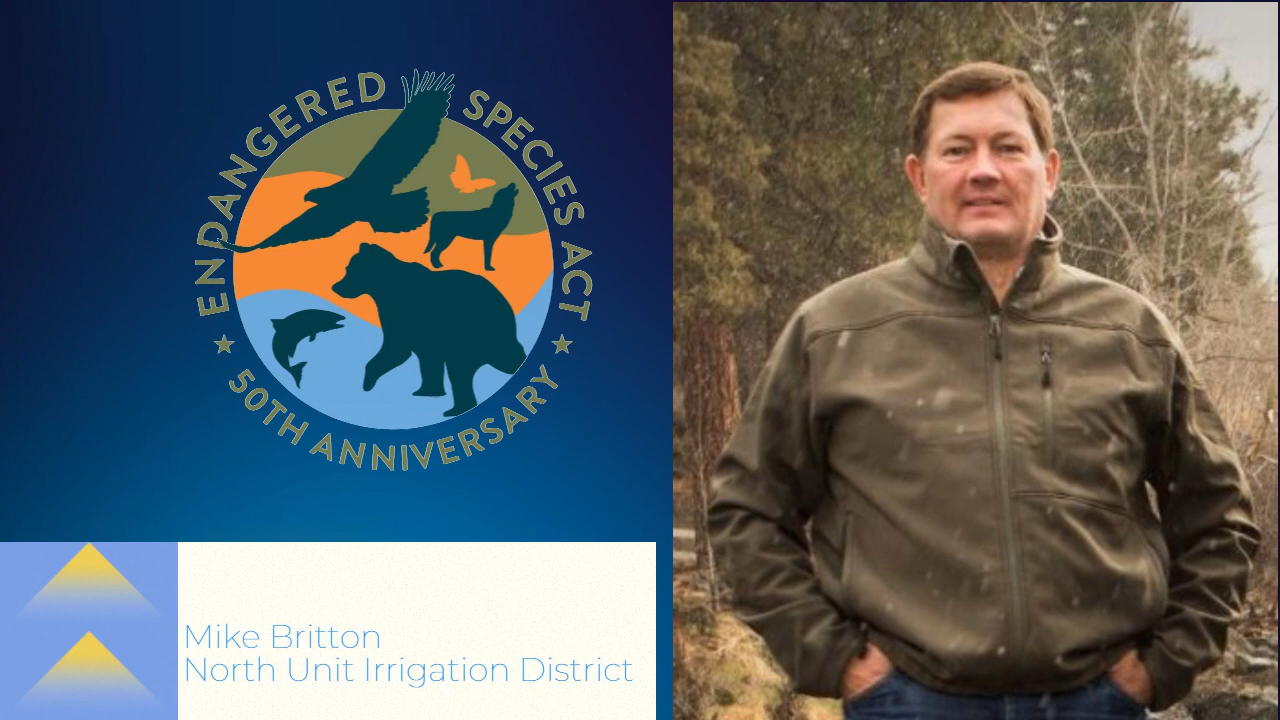 ENDANGERED SPECIES ACT
★ 50TH ANNIVERSARY ★
Mike Britton
North Unit Irrigation District